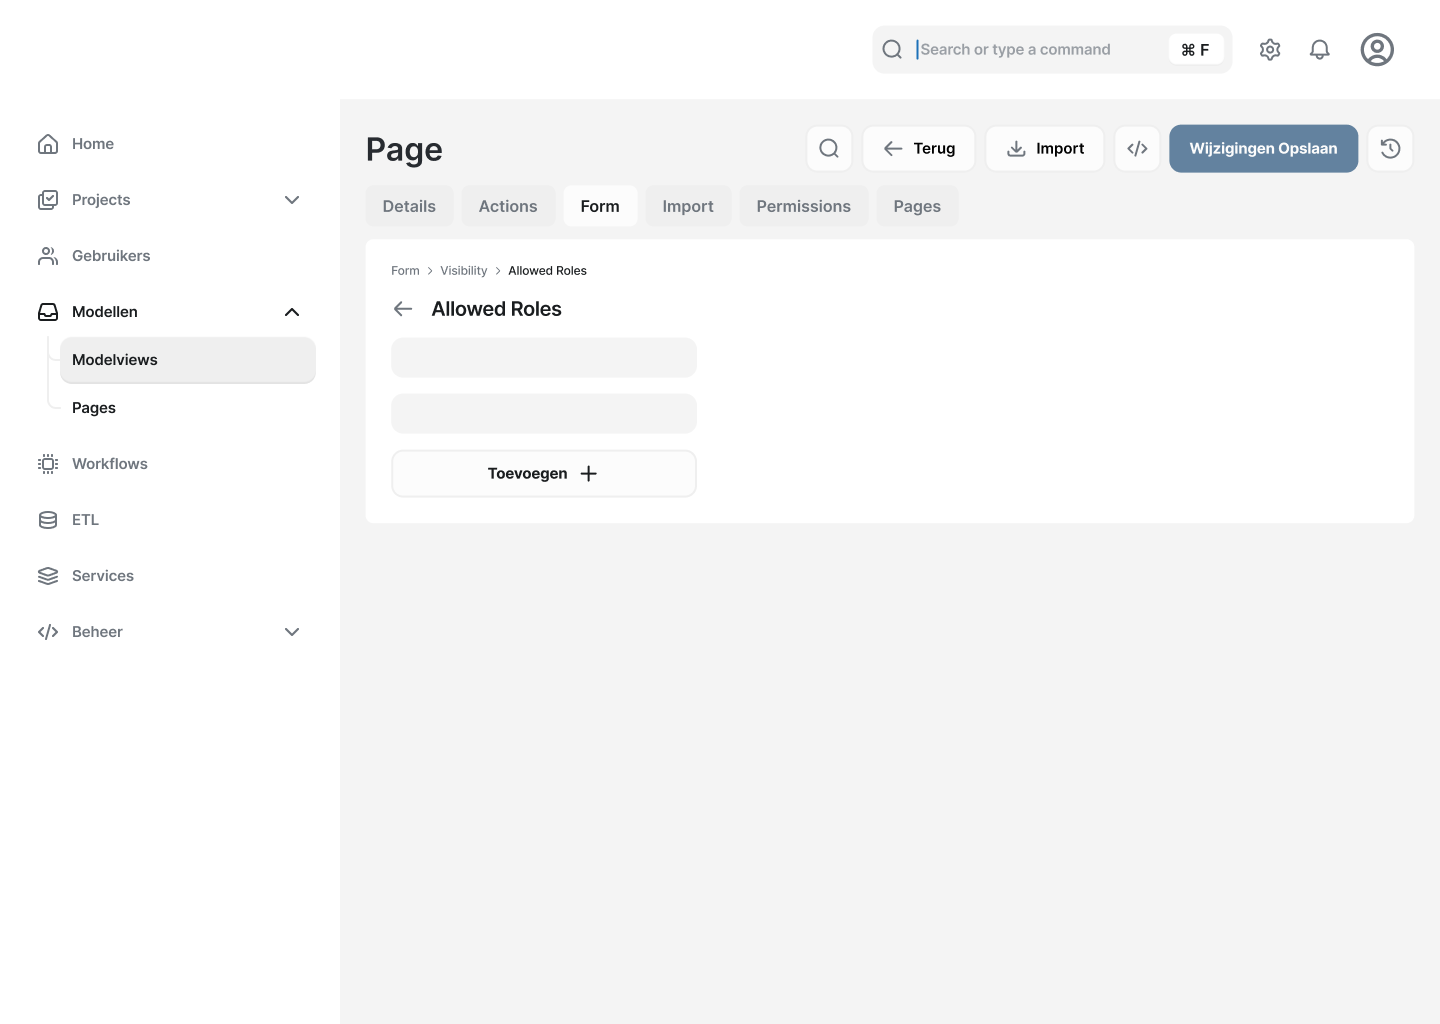 Search or type a command
⌘ F
Home
Projects
Gebruikers
Modellen
Modelviews
Pages
Workflows
ETL
Services
Beheer
Page
Terug
Import
Wijzigingen Opslaan
Details
Actions
Form
Import
Permissions
Pages
Form > Visibility > Allowed Roles
Allowed Roles
Toevoegen